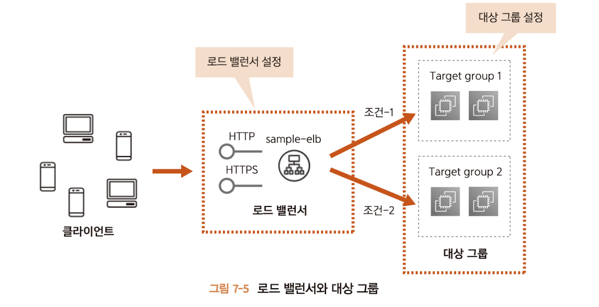 대상 그룹 설정
로드 밸런서 설정
Target group 1
조건-1
HTTP
sample-elb
HTTPS
Target group 2
조건-2
로드 밸런서
클라이언트
대상 그룹
그림 7-5 로드 밸런서와 대상 그룹